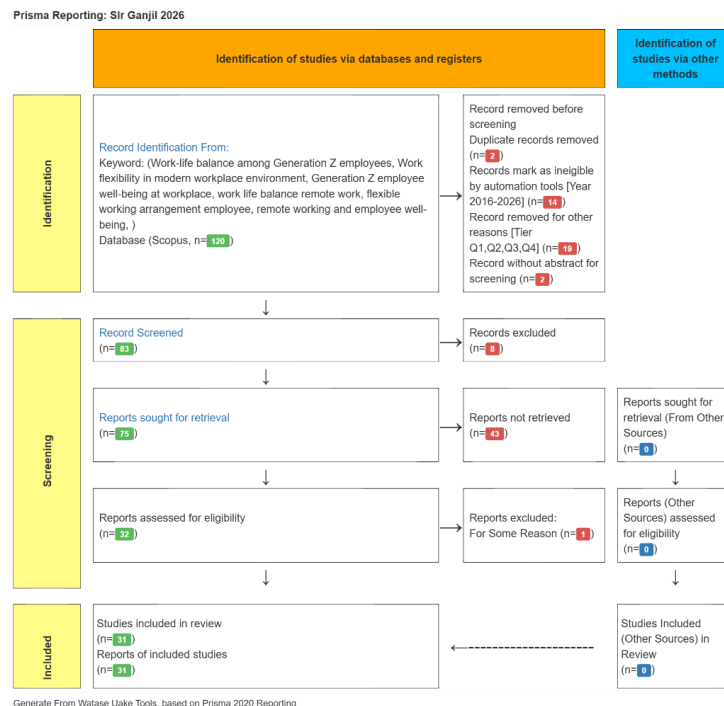 Prisma Reporting: Slr Ganjil 2026
Identification of studies via databases and registers
Identification of
studies via other
methods
Identification
Record Identification From:
Keyword: (Work-life balance among Generation Z employees, Work
flexibility in modern workplace environment, Generation Z employee
well-being at workplace, work life balance remote work, flexible
working arrangement employee, remote working and employee well-
being, )
Database (Scopus, n=120)
Record removed before
screening
Duplicate records removed
(n=2)
Records mark as ineigible
by automation tools [Year
2016-2026] (n=14)
Record removed for other
reasons [Tier
Q1,Q2,Q3,Q4] (n=19)
Record without abstract for
screening (n=2)
Screening
Record Screened
(n=83)
Records excluded
(n=8)
Reports sought for retrieval
(n=75)
Reports not retrieved
(n=43)
Reports sought for
retrieval (From Other
Sources)
(n=0)
Reports assessed for eligibility
(n=32)
Reports excluded:
For Some Reason (n=1)
Reports (Other
Sources) assessed
for eligibility
(n=0)
Included
Studies included in review
(n=31)
Reports of included studies
(n=31)
Studies Included
(Other Sources) in
Review
(n=0)
Generate From Watase Uake Tools, based on Prisma 2020 Reporting